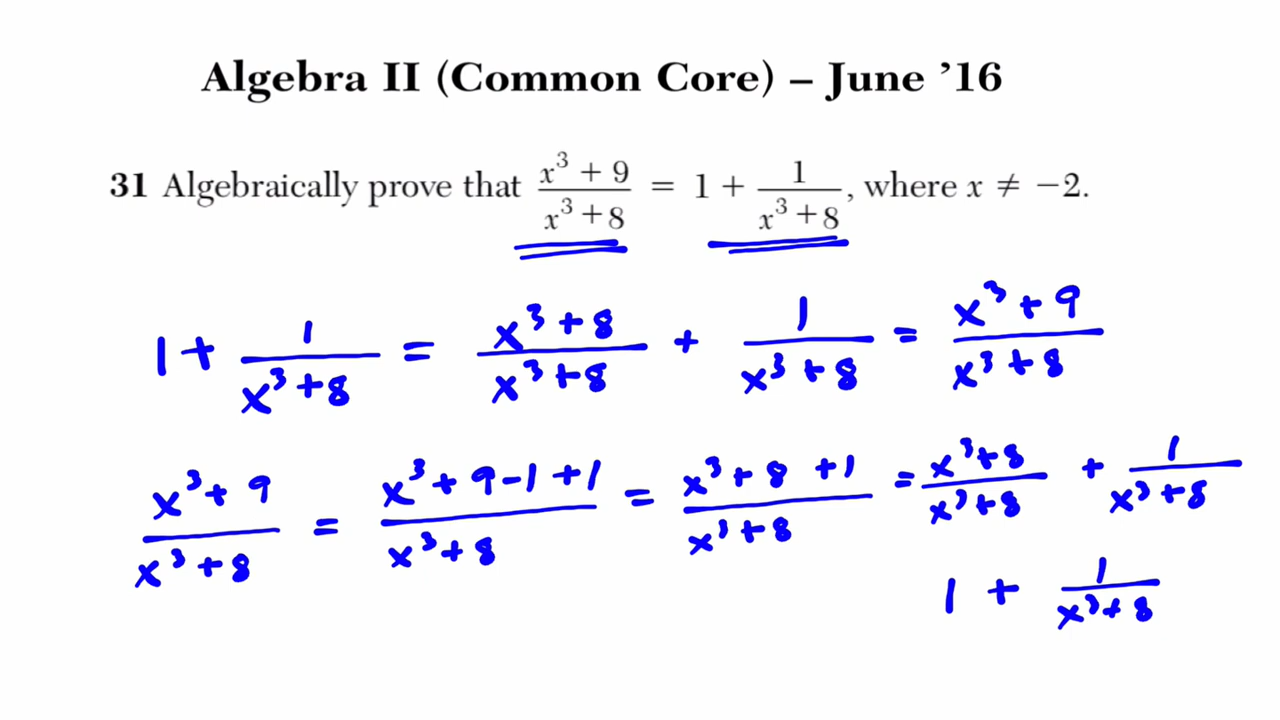 Algebra II (Common Core) – June ’16
31 Algebraically prove that (x³ + 9)/(x³ + 8) = 1 + 1/(x³ + 8), where x ≠ −2.
1 + 1/(x³ + 8) = (x³ + 8)/(x³ + 8) + 1/(x³ + 8) = (x³ + 9)/(x³ + 8)
(x³ + 9)/(x³ + 8) = (x³ + 9 - 1 + 1)/(x³ + 8) = (x³ + 8 + 1)/(x³ + 8) = (x³ + 8)/(x³ + 8) + 1/(x³ + 8)
1 + 1/(x³ + 8)